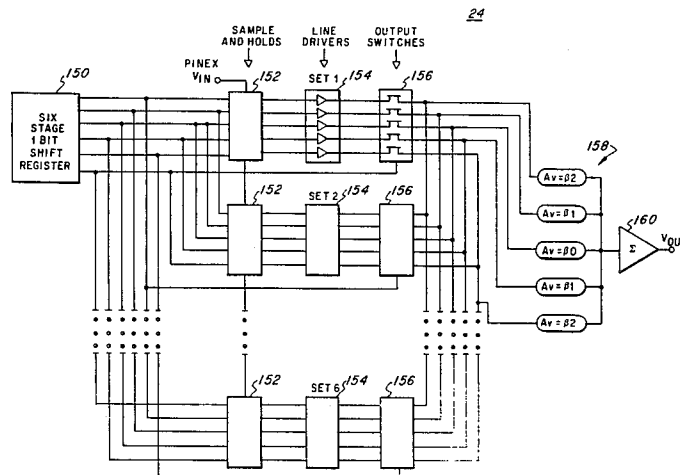 24
SAMPLE AND HOLDS
LINE DRIVERS
OUTPUT SWITCHES
150
PINEX
VIN
152
SET 1
154
156
SIX
STAGE
1 BIT
SHIFT
REGISTER
158
152
SET 2
154
156
Av=β2
Av=β1
Av=β0
Av=β1
Av=β2
160
Σ
152
SET 6
154
156